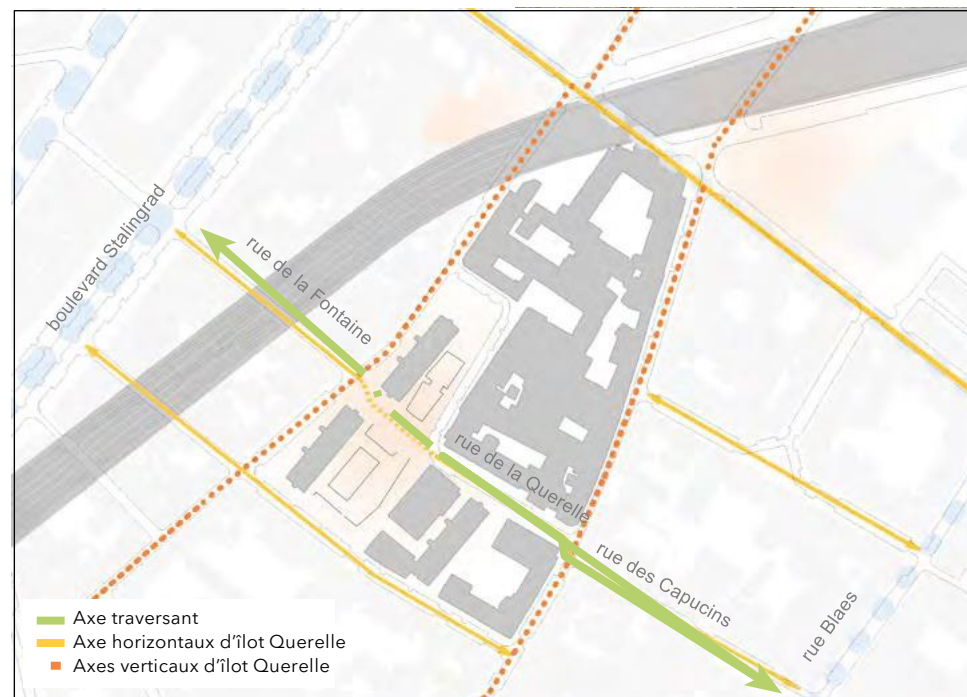 boulevard Stalingrad
rue de la Fontaine
rue de la Querelle
rue des Capucins
rue Blaes
Axe traversant
Axe horizontaux d'îlot Querelle
Axes verticaux d'îlot Querelle